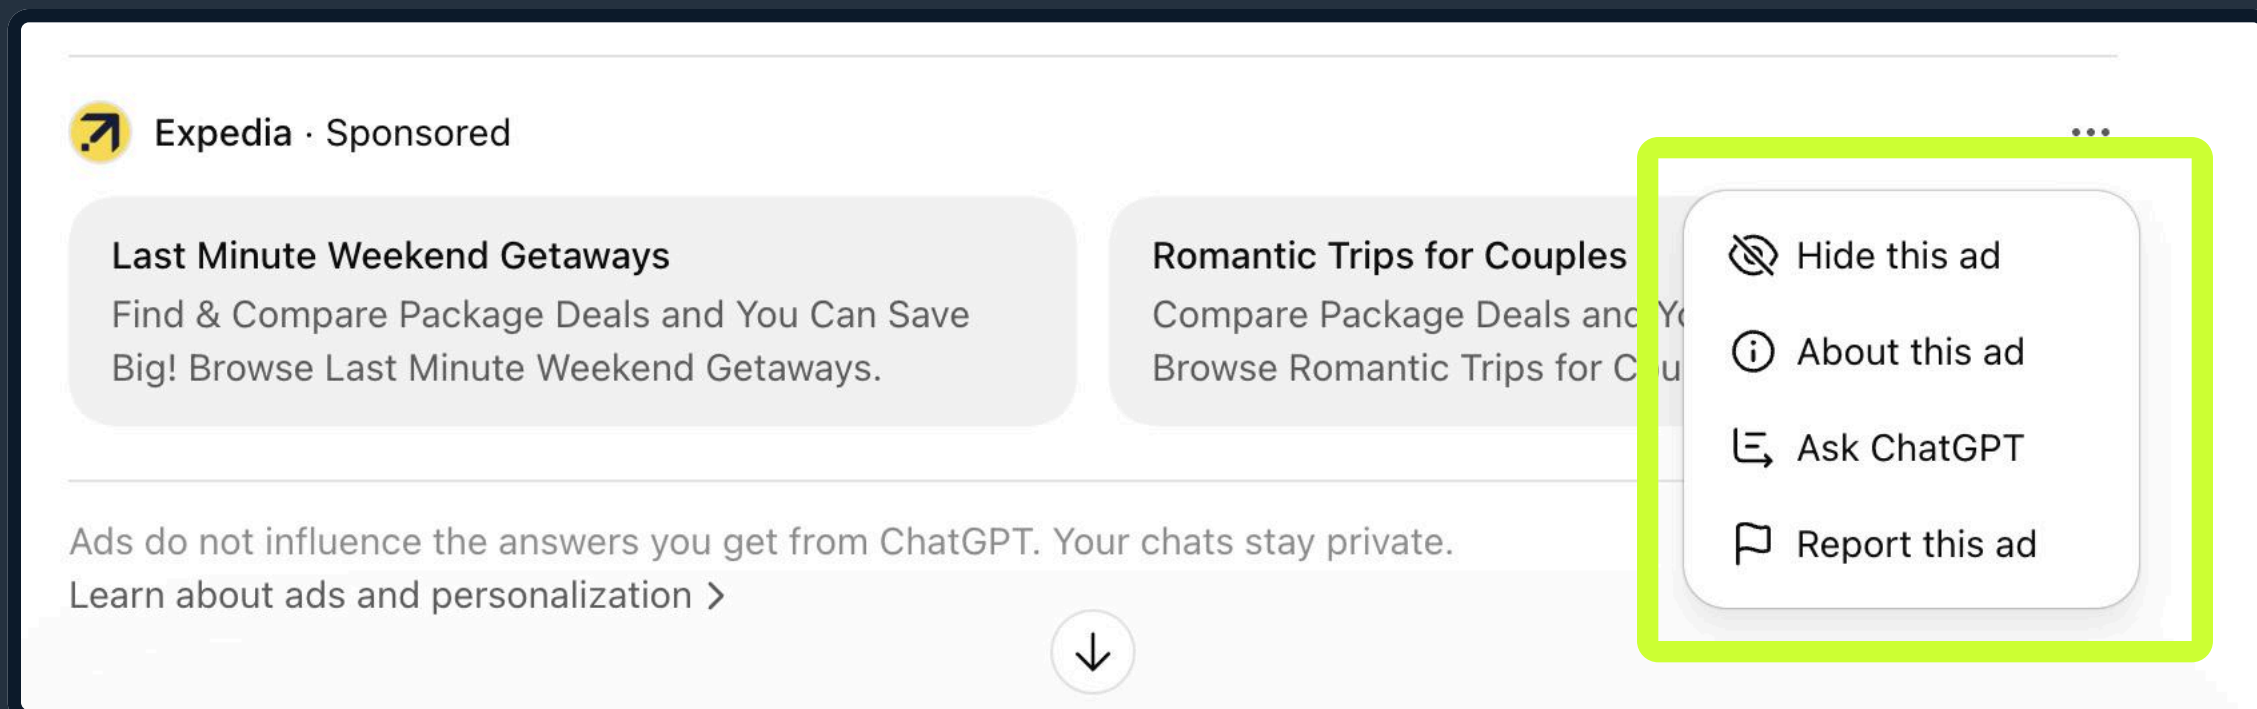 Expedia · Sponsored
Last Minute Weekend Getaways
Find & Compare Package Deals and You Can Save
Big! Browse Last Minute Weekend Getaways.
Romantic Trips for Couples
Compare Package Deals and
Browse Romantic Trips for
Hide this ad
About this ad
Ask ChatGPT
Report this ad
Ads do not influence the answers you get from ChatGPT. Your chats stay private.
Learn about ads and personalization